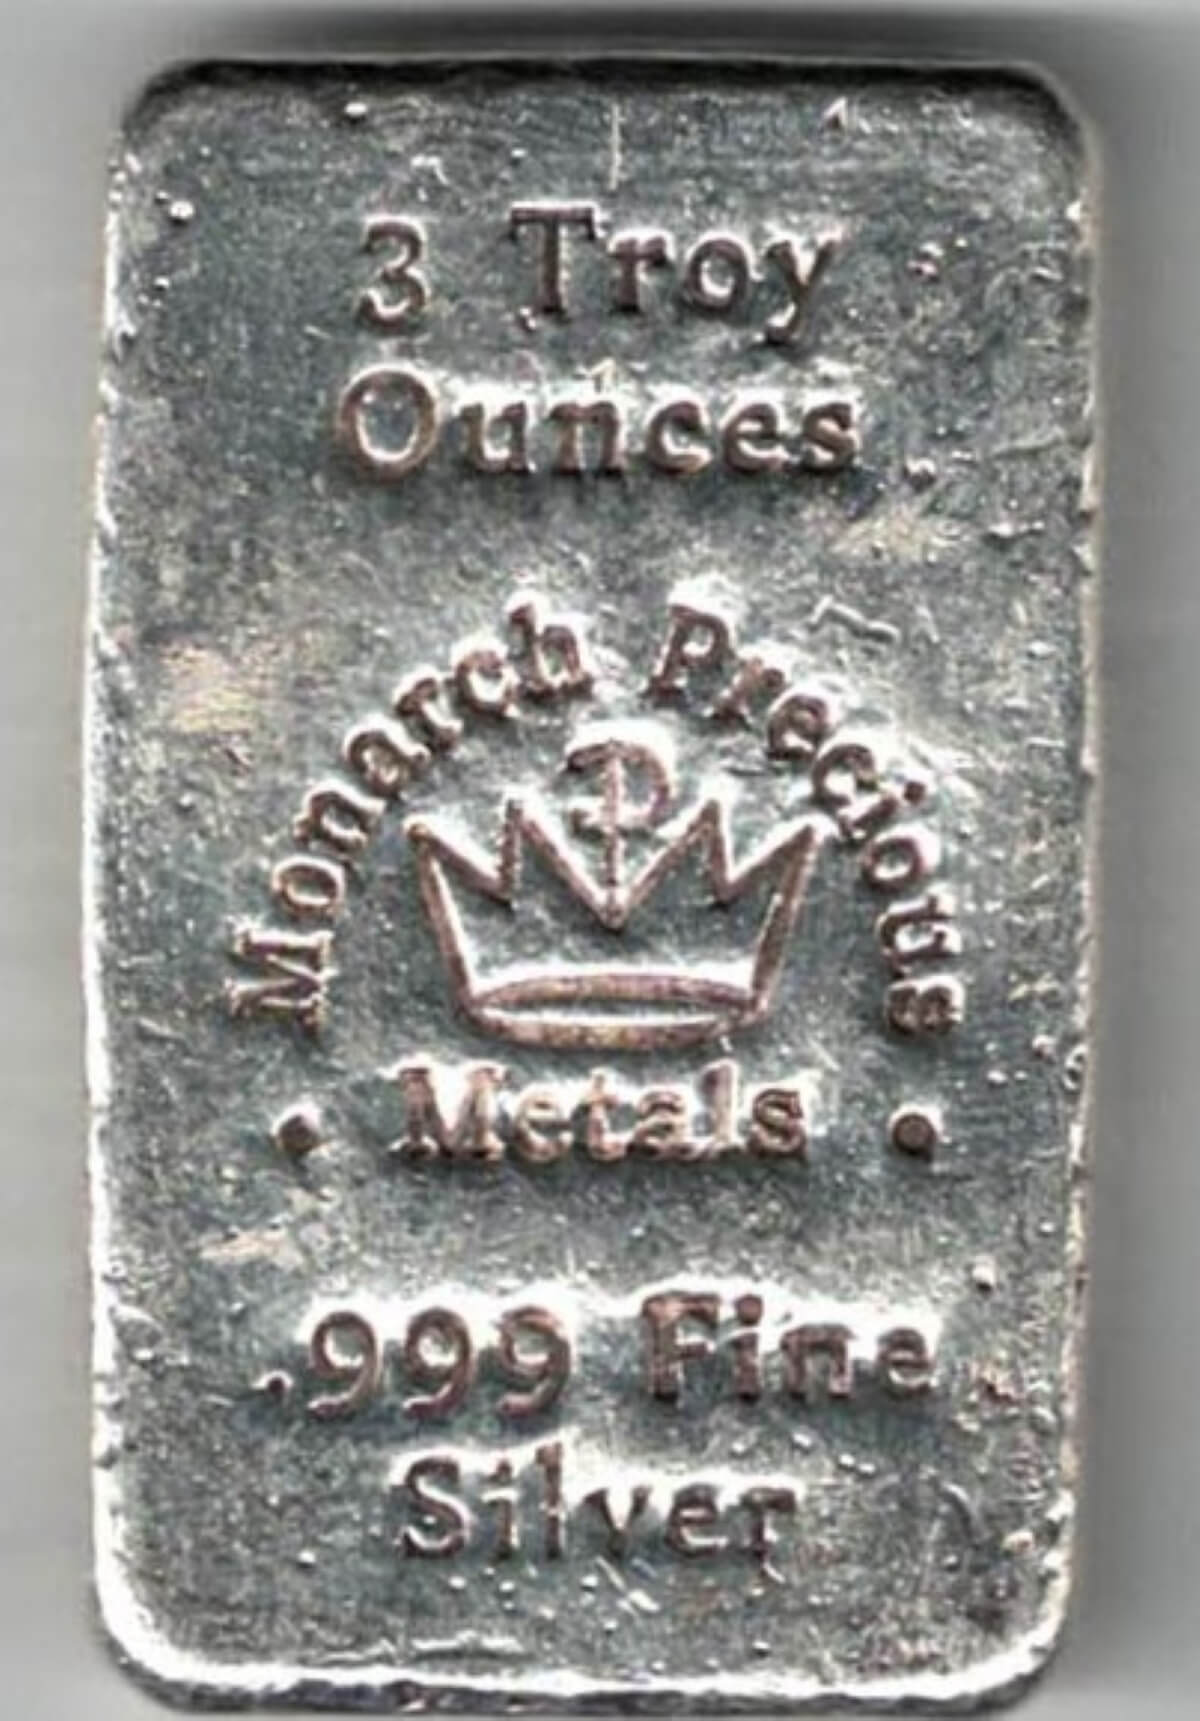 3 Troy
Ounces
Monarch Precious
• Metals •
.999 Fine
Silver